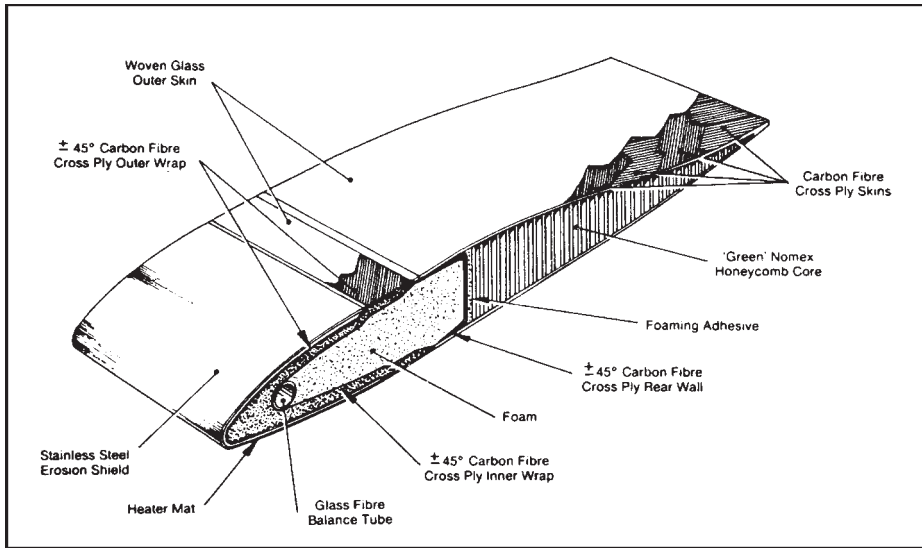 Woven Glass
Outer Skin
± 45° Carbon Fibre
Cross Ply Outer Wrap
Carbon Fibre
Cross Ply Skins
'Green' Nomex
Honeycomb Core
Foaming Adhesive
± 45° Carbon Fibre
Cross Ply Rear Wall
Foam
± 45° Carbon Fibre
Cross Ply Inner Wrap
Stainless Steel
Erosion Shield
Heater Mat
Glass Fibre
Balance Tube